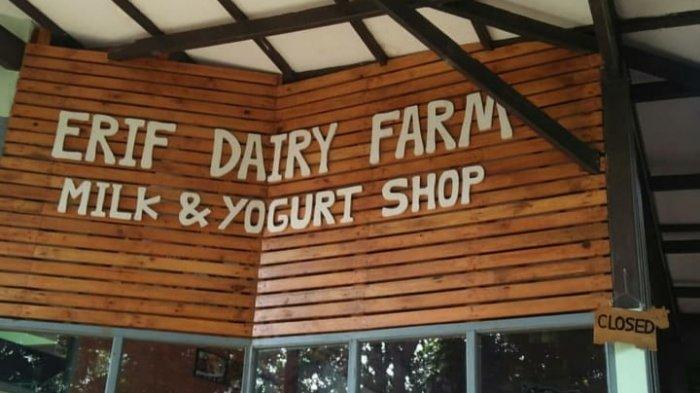 ERIF DAIRY FARM
MILK & YOGURT SHOP
CLOSED